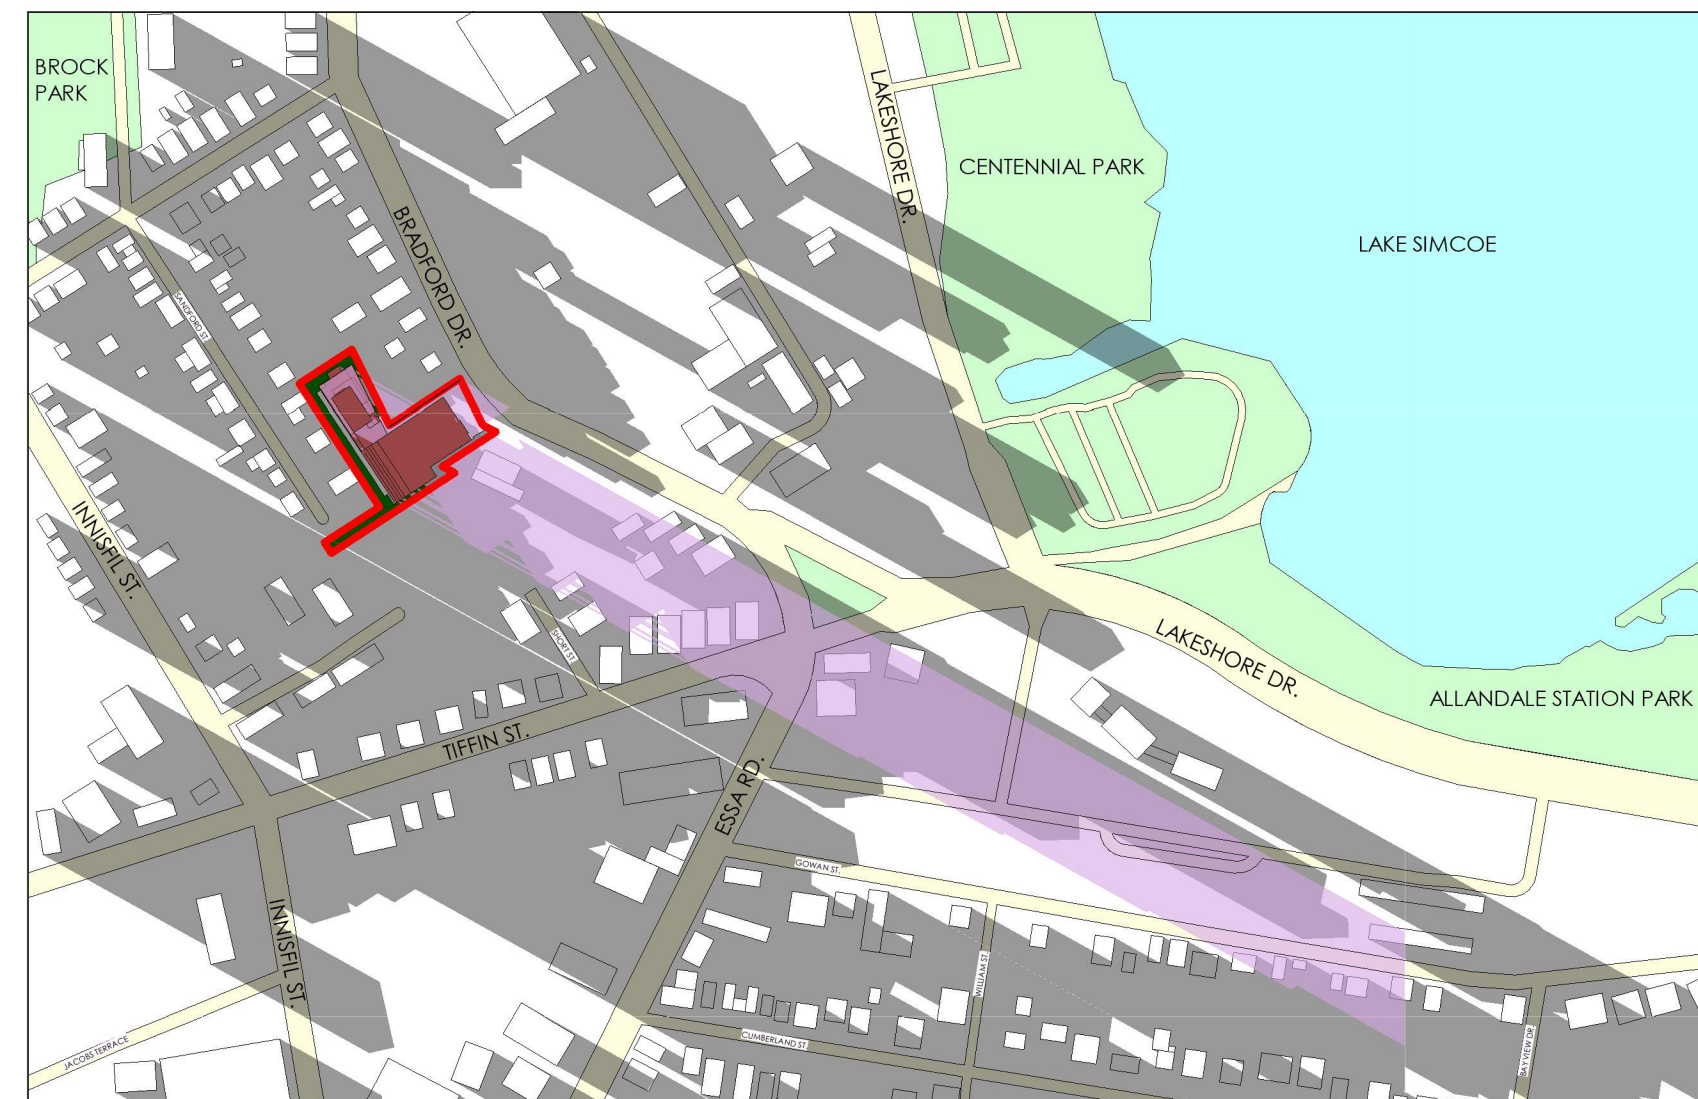 BROCK
PARK
LAKESHORE DR.
CENTENNIAL PARK
LAKE SIMCOE
BRADFORD DR.
SANDFORD ST.
INNISFIL ST.
SHORT ST.
LAKESHORE DR.
ALLANDALE STATION PARK
TIFFIN ST.
ESSA RD.
GOWAN ST.
INNISFIL ST.
WILLIAM ST.
JACOBS TERRACE
CUMBERLAND ST.
BAYVIEW DR.